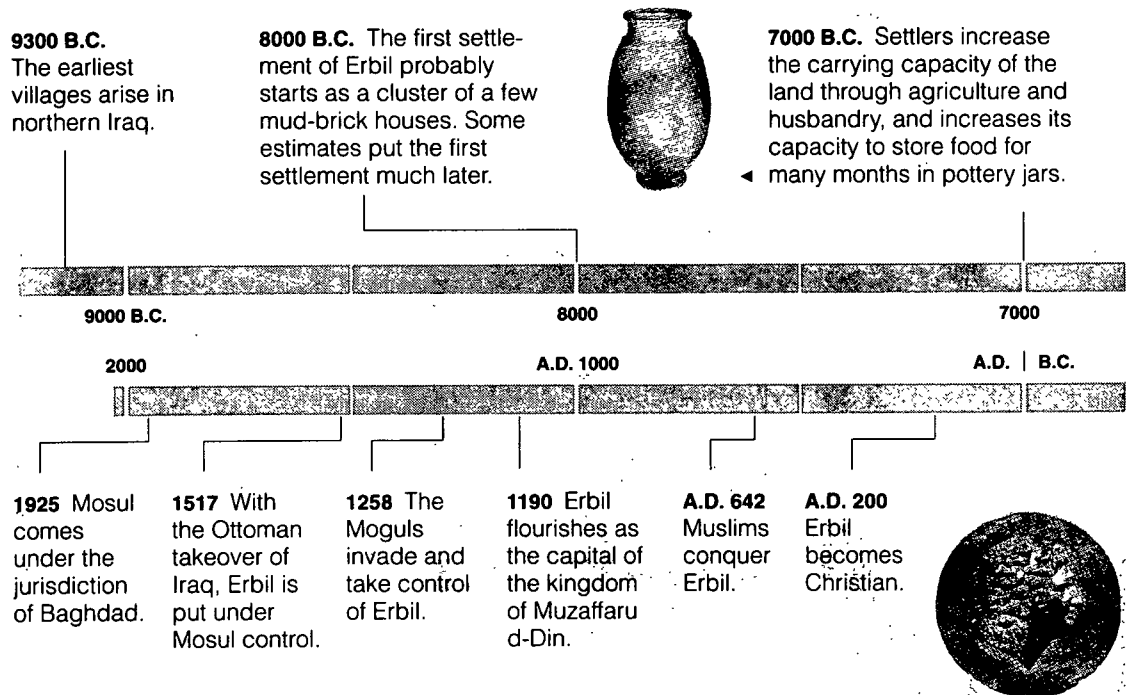 9300 B.C.
The earliest
villages arise in
northern Iraq.
8000 B.C. The first settle-
ment of Erbil probably
starts as a cluster of a few
mud-brick houses. Some
estimates put the first
settlement much later.
7000 B.C. Settlers increase
the carrying capacity of the
land through agriculture and
husbandry, and increases its
capacity to store food for
◄ many months in pottery jars.
9000 B.C.
8000
7000
2000
A.D. 1000
A.D. | B.C.
1925 Mosul
comes
under the
jurisdiction
of Baghdad.
1517 With
the Ottoman
takeover of
Iraq, Erbil is
put under
Mosul control.
1258 The
Moguls
invade and
take control
of Erbil.
1190 Erbil
flourishes as
the capital of
the kingdom
of Muzaffaru
d-Din.
A.D. 642
Muslims
conquer
Erbil.
A.D. 200
Erbil
becomes
Christian.